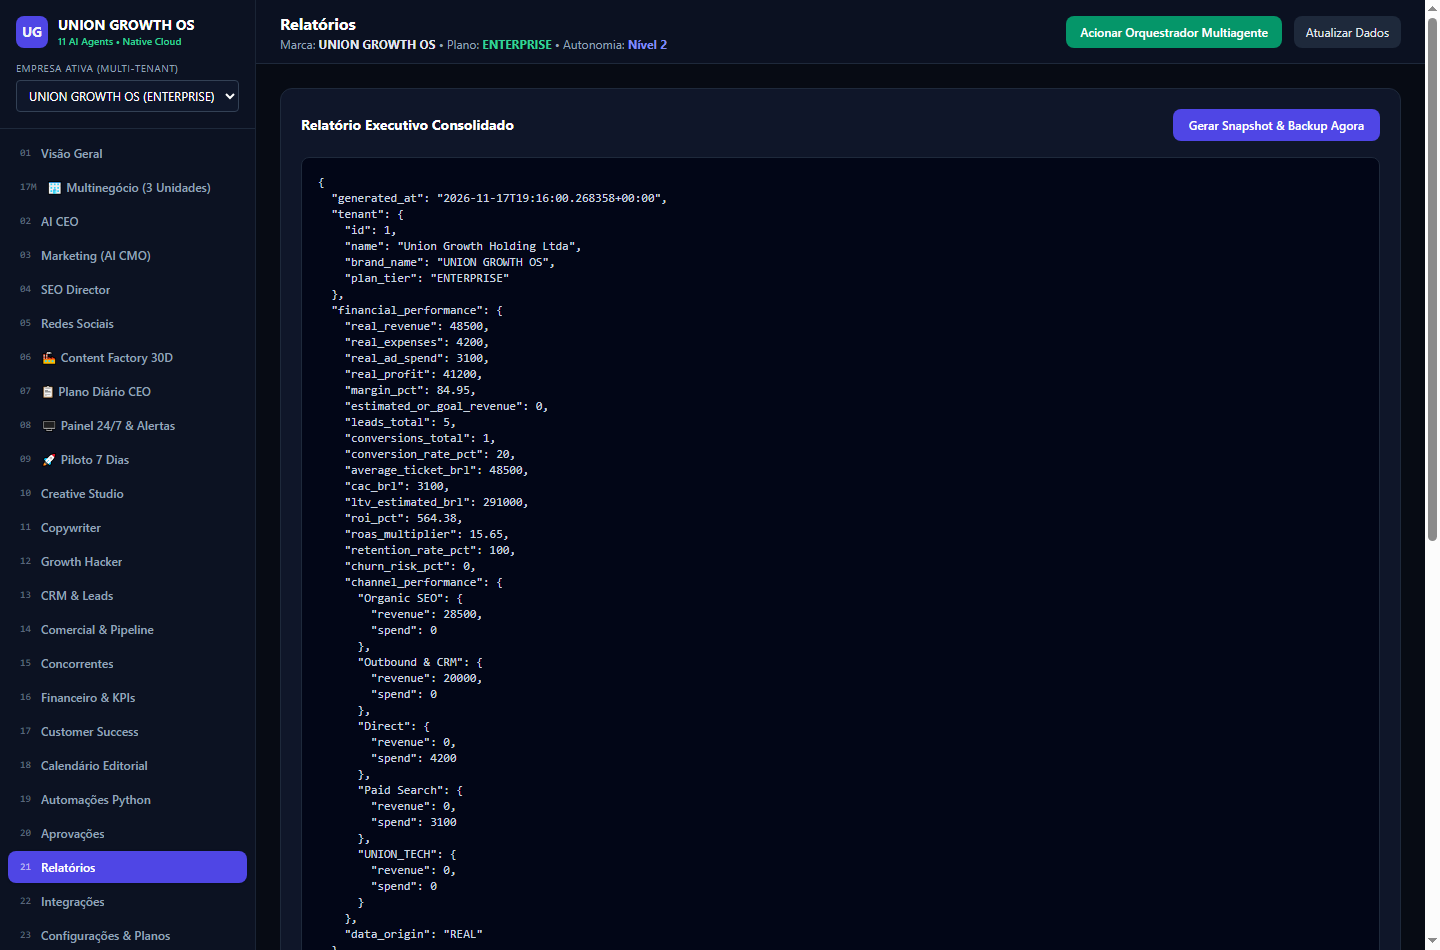 UG
UNION GROWTH OS
11 AI Agents • Native Cloud
EMPRESA ATIVA (MULTI-TENANT)
UNION GROWTH OS (ENTERPRISE)
01 Visão Geral
17M Multinegócio (3 Unidades)
02 AI CEO
03 Marketing (AI CMO)
04 SEO Director
05 Redes Sociais
06 Content Factory 30D
07 Plano Diário CEO
08 Painel 24/7 & Alertas
09 Piloto 7 Dias
10 Creative Studio
11 Copywriter
12 Growth Hacker
13 CRM & Leads
14 Comercial & Pipeline
15 Concorrentes
16 Financeiro & KPIs
17 Customer Success
18 Calendário Editorial
19 Automações Python
20 Aprovações
21 Relatórios
22 Integrações
23 Configurações & Planos
Relatórios
Marca: UNION GROWTH OS • Plano: ENTERPRISE • Autonomia: Nível 2
Acionar Orquestrador Multiagente
Atualizar Dados
Relatório Executivo Consolidado
Gerar Snapshot & Backup Agora
{
"generated_at": "2026-11-17T19:16:00.268358+00:00",
"tenant": {
"id": 1,
"name": "Union Growth Holding Ltda",
"brand_name": "UNION GROWTH OS",
"plan_tier": "ENTERPRISE"
},
"financial_performance": {
"real_revenue": 48500,
"real_expenses": 4200,
"real_ad_spend": 3100,
"real_profit": 41200,
"margin_pct": 84.95,
"estimated_or_goal_revenue": 0,
"leads_total": 5,
"conversions_total": 1,
"conversion_rate_pct": 20,
"average_ticket_brl": 48500,
"cac_brl": 3100,
"ltv_estimated_brl": 291000,
"roi_pct": 564.38,
"roas_multiplier": 15.65,
"retention_rate_pct": 100,
"churn_risk_pct": 0,
"channel_performance": {
"Organic SEO": {
"revenue": 28500,
"spend": 0
},
"Outbound & CRM": {
"revenue": 20000,
"spend": 0
},
"Direct": {
"revenue": 0,
"spend": 4200
},
"Paid Search": {
"revenue": 0,
"spend": 3100
},
"UNION_TECH": {
"revenue": 0,
"spend": 0
}
},
"data_origin": "REAL"